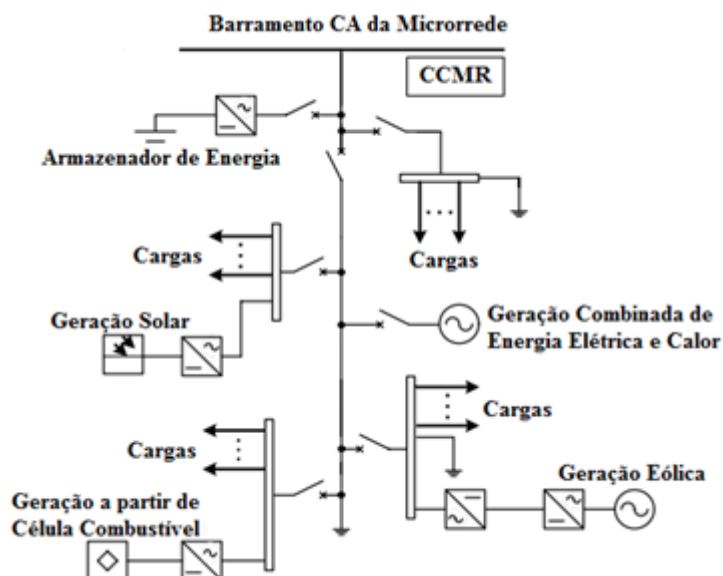 Barramento CA da Microrrede
CCMR
Armazenador de Energia
Cargas
Cargas
Geração Solar
Geração Combinada de
Energia Elétrica e Calor
Cargas
Cargas
Geração Eólica
Geração a partir de
Célula Combustível